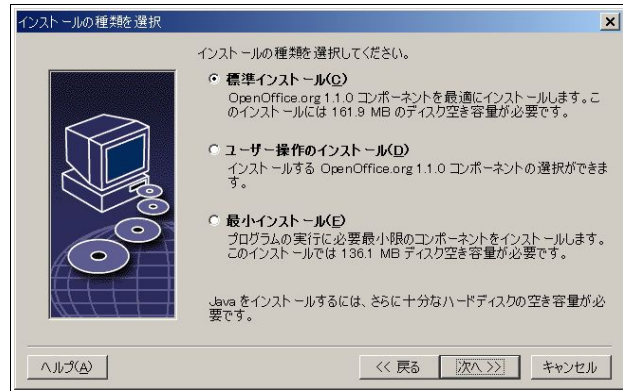 インストールの種類を選択
インストールの種類を選択してください。
標準インストール(C)
OpenOffice.org 1.1.0 コンポーネントを最適にインストールします。こ
のインストールには 161.9 MB のディスク空き容量が必要です。
ユーザー操作のインストール(D)
インストールする OpenOffice.org 1.1.0 コンポーネントの選択ができま
す。
最小インストール(E)
プログラムの実行に必要最小限のコンポーネントをインストールします。
このインストールでは 136.1 MB ディスク空き容量が必要です。
Java をインストールするには、さらに十分なハードディスクの空き容量が必
要です。
ヘルプ(A)
<< 戻る
次へ >>
キャンセル